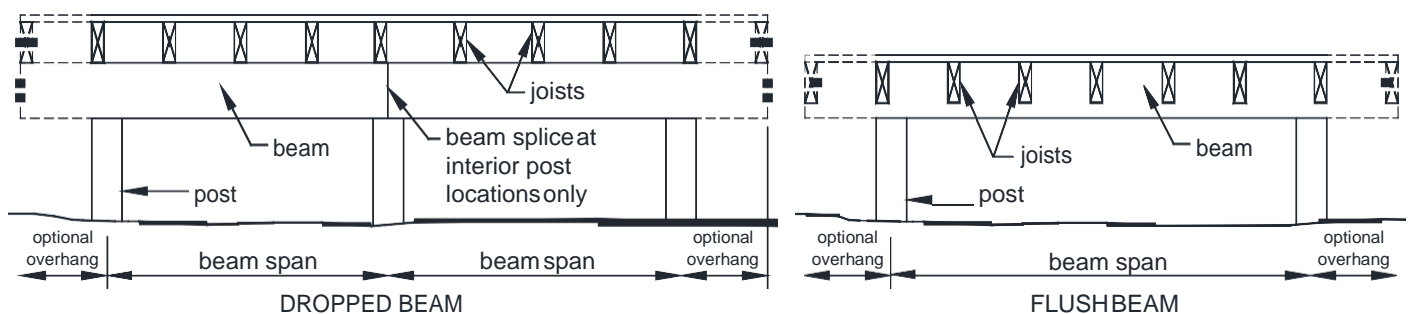 joists
beam
beam splice at
interior post
locations only
post
optional
overhang
beam span
beam span
optional
overhang
DROPPED BEAM
joists
beam
post
optional
overhang
beam span
optional
overhang
FLUSH BEAM